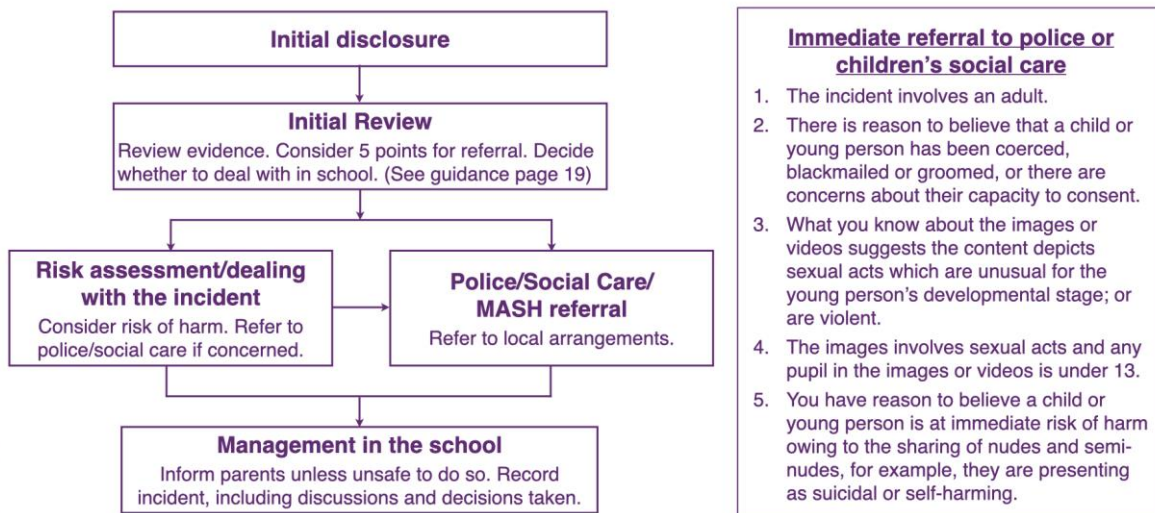 Initial disclosure
Initial Review
Review evidence. Consider 5 points for referral. Decide
whether to deal with in school. (See guidance page 19)
Risk assessment/dealing
with the incident
Consider risk of harm. Refer to
police/social care if concerned.
Police/Social Care/
MASH referral
Refer to local arrangements.
Management in the school
Inform parents unless unsafe to do so. Record
incident, including discussions and decisions taken.
Immediate referral to police or
children's social care
1. The incident involves an adult.
2. There is reason to believe that a child or
young person has been coerced,
blackmailed or groomed, or there are
concerns about their capacity to consent.
3. What you know about the images or
videos suggests the content depicts
sexual acts which are unusual for the
young person's developmental stage; or
are violent.
4. The images involves sexual acts and any
pupil in the images or videos is under 13.
5. You have reason to believe a child or
young person is at immediate risk of harm
owing to the sharing of nudes and semi-
nudes, for example, they are presenting
as suicidal or self-harming.